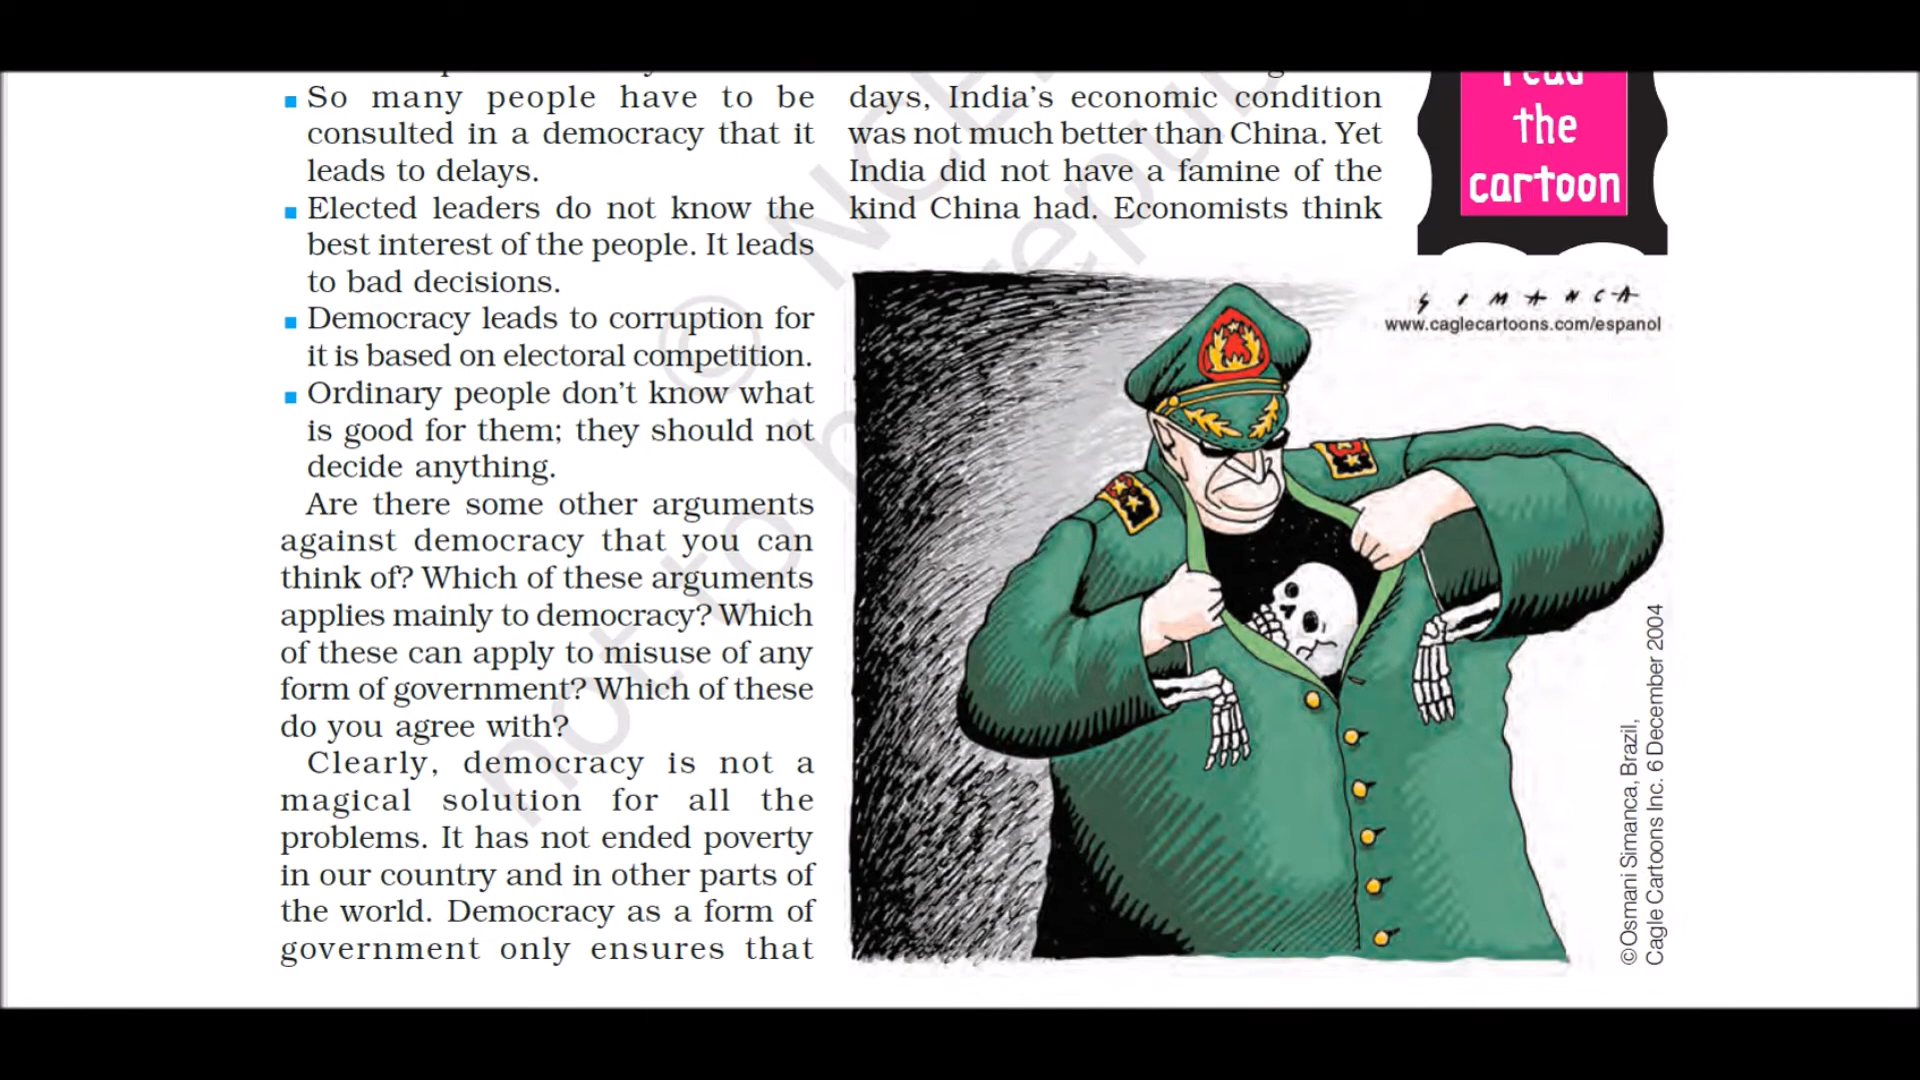 So many people have to be
consulted in a democracy that it
leads to delays.
Elected leaders do not know the
best interest of the people. It leads
to bad decisions.
Democracy leads to corruption for
it is based on electoral competition.
Ordinary people don't know what
is good for them; they should not
decide anything.
Are there some other arguments
against democracy that you can
think of? Which of these arguments
applies mainly to democracy? Which
of these can apply to misuse of any
form of government? Which of these
do you agree with?
Clearly, democracy is not a
magical solution for all the
problems. It has not ended poverty
in our country and in other parts of
the world. Democracy as a form of
government only ensures that
days, India's economic condition
was not much better than China. Yet
India did not have a famine of the
kind China had. Economists think
read
the
cartoon
SIMANCA
www.caglecartoons.com/espanol
©Osmani Simanca, Brazil,
Cagle Cartoons Inc. 6 December 2004
© NCE
not to